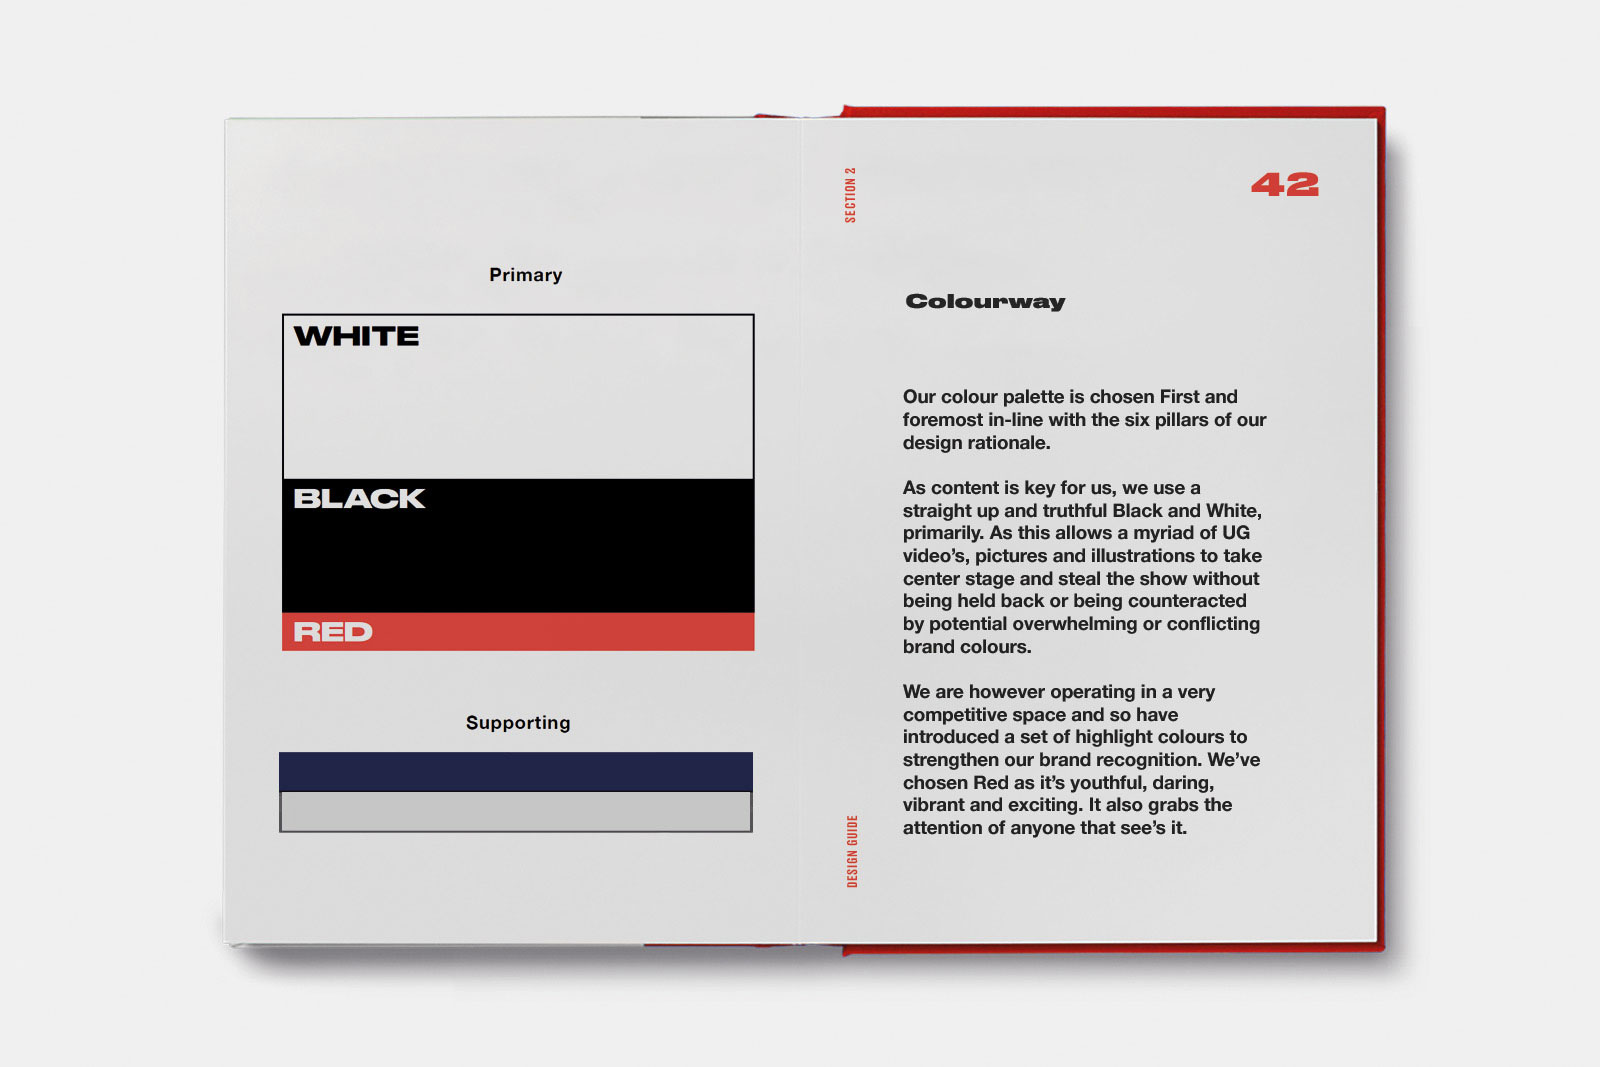 Primary
WHITE
BLACK
RED
Supporting
SECTION 2
42
Colourway
Our colour palette is chosen First and
foremost in-line with the six pillars of our
design rationale.
As content is key for us, we use a
straight up and truthful Black and White,
primarily. As this allows a myriad of UG
video's, pictures and illustrations to take
center stage and steal the show without
being held back or being counteracted
by potential overwhelming or conflicting
brand colours.
We are however operating in a very
competitive space and so have
introduced a set of highlight colours to
strengthen our brand recognition. We've
chosen Red as it's youthful, daring,
vibrant and exciting. It also grabs the
attention of anyone that see's it.
DESIGN GUIDE